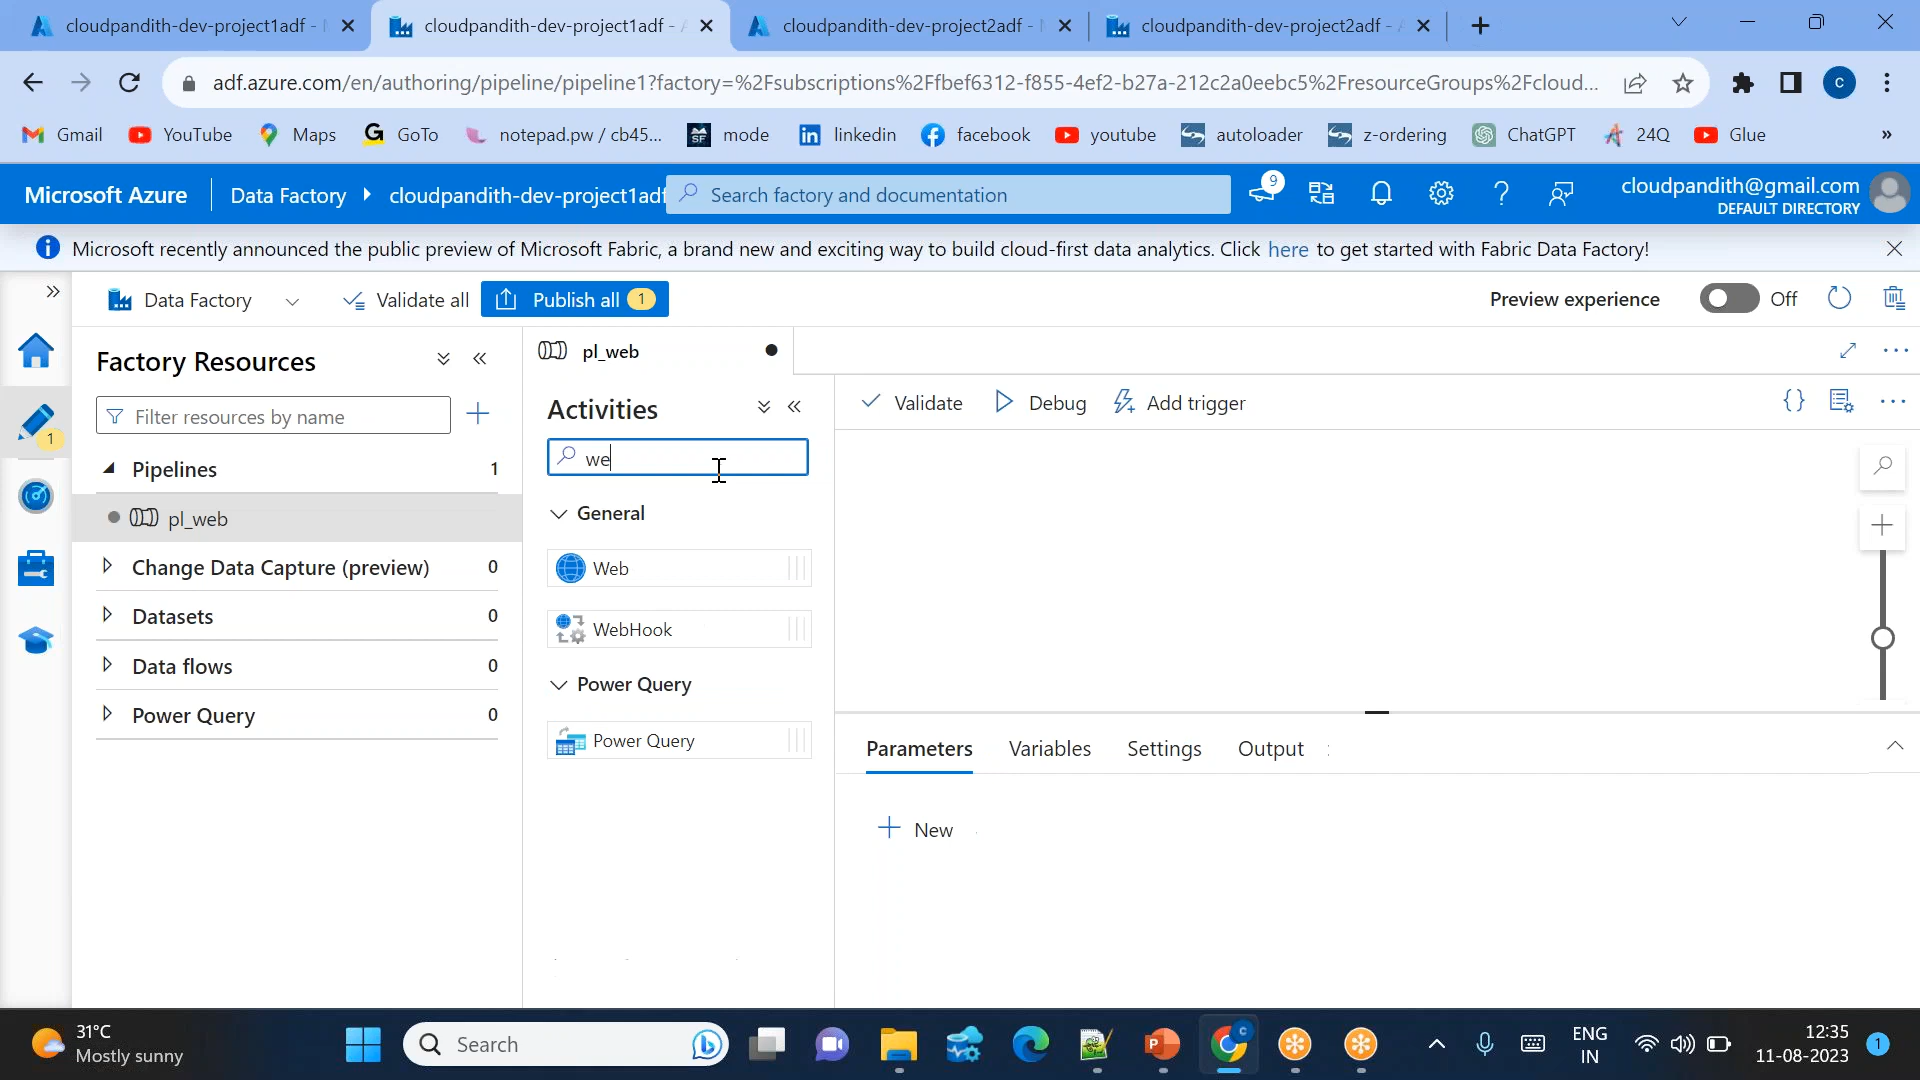 cloudpandith-dev-project1adf -
cloudpandith-dev-project1adf -
cloudpandith-dev-project2adf -
cloudpandith-dev-project2adf -
adf.azure.com/en/authoring/pipeline/pipeline1?factory=%2Fsubscriptions%2Ffbef6312-f855-4ef2-b27a-212c2a0eebc5%2FresourceGroups%2Fcloud...
c
Gmail
YouTube
Maps
GoTo
notepad.pw / cb45...
mode
linkedin
facebook
youtube
autoloader
z-ordering
ChatGPT
24Q
Glue
»
Microsoft Azure
Data Factory
cloudpandith-dev-project1adf
Search factory and documentation
9
cloudpandith@gmail.com
DEFAULT DIRECTORY
Microsoft recently announced the public preview of Microsoft Fabric, a brand new and exciting way to build cloud-first data analytics. Click here to get started with Fabric Data Factory!
Data Factory
Validate all
Publish all 1
Preview experience
Off
Factory Resources
pl_web
Filter resources by name
1
Pipelines 1
pl_web
Change Data Capture (preview) 0
Datasets 0
Data flows 0
Power Query 0
Activities
we
General
Web
WebHook
Power Query
Power Query
Validate
Debug
Add trigger
Parameters
Variables
Settings
Output
New
31°C
Mostly sunny
Search
ENG
IN
12:35
11-08-2023
1